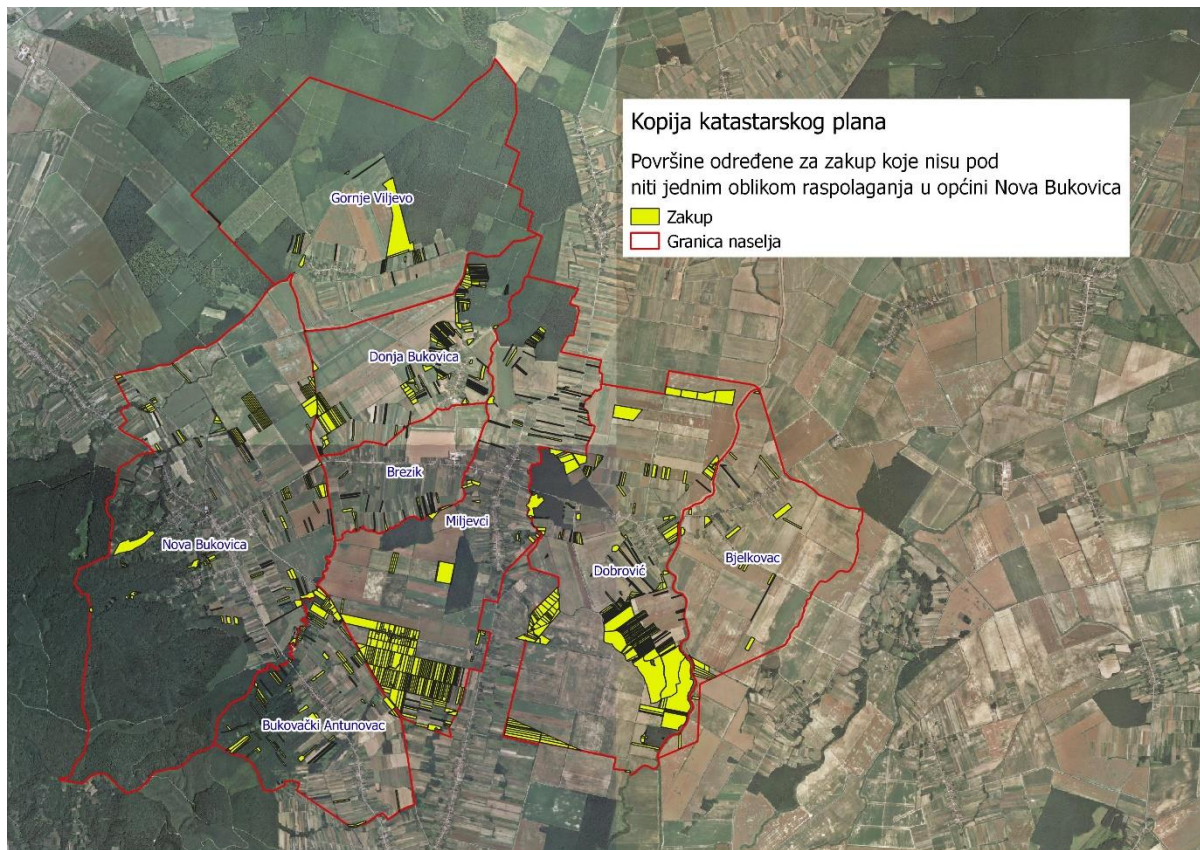 Kopija katastarskog plana
Površine određene za zakup koje nisu pod
niti jednim oblikom raspolaganja u općini Nova Bukovica
Zakup
Granica naselja
Gornje Viljevo
Donja Bukovica
Brezik
Miljevci
Nova Bukovica
Dobrović
Bjelkovac
Bukovački Antunovac